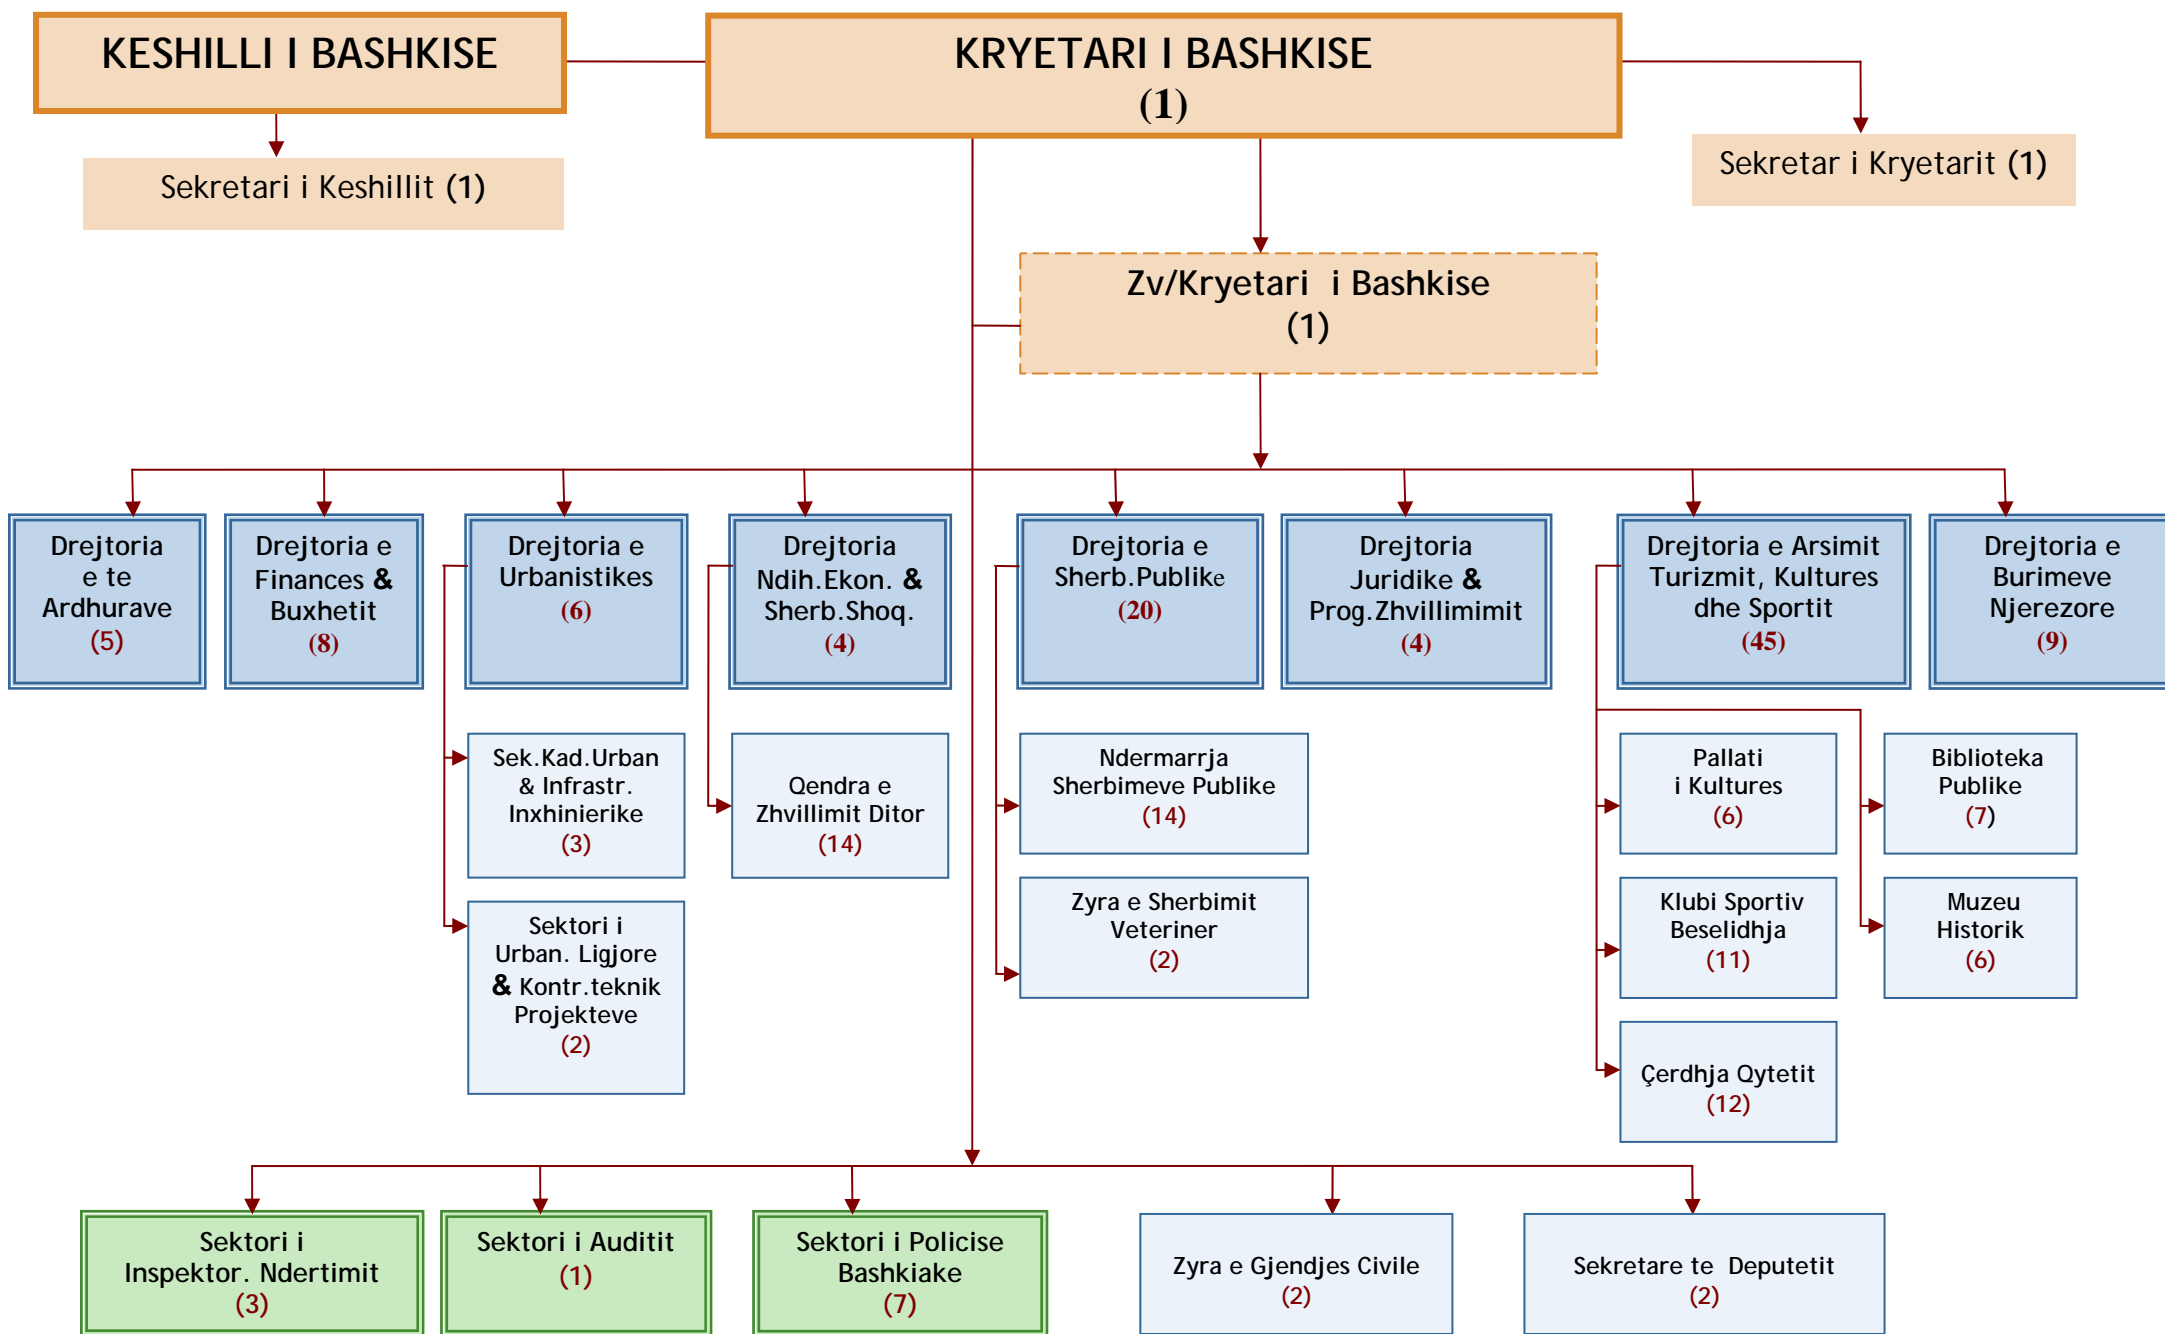 KESHILLI I BASHKISE
KRYETARI I BASHKISE
(1)
Sekretari i Keshillit (1)
Sekretar i Kryetarit (1)
Zv/Kryetari i Bashkise
(1)
Drejtoria
e te
Ardhurave
(5)
Drejtoria e
Finances &
Buxhetit
(8)
Drejtoria e
Urbanistikes
(6)
Drejtoria
Ndih.Ekon. &
Sherb.Shoq.
(4)
Drejtoria e
Sherb.Publike
(20)
Drejtoria
Juridike &
Prog.Zhvillimimit
(4)
Drejtoria e Arsimit
Turizmit, Kultures
dhe Sportit
(45)
Drejtoria e
Burimeve
Njerezore
(9)
Sek.Kad.Urban
& Infrastr.
Inxhinierike
(3)
Qendra e
Zhvillimit Ditor
(14)
Ndermarrja
Sherbimeve Publike
(14)
Pallati
i Kultures
(6)
Biblioteka
Publike
(7)
Sektori i
Urban. Ligjore
& Kontr.teknik
Projekteve
(2)
Zyra e Sherbimit
Veteriner
(2)
Klubi Sportiv
Beselidhja
(11)
Muzeu
Historik
(6)
Çerdhja Qytetit
(12)
Sektori i
Inspektor. Ndertimit
(3)
Sektori i Auditit
(1)
Sektori i Policise
Bashkiake
(7)
Zyra e Gjendjes Civile
(2)
Sekretare te Deputetit
(2)